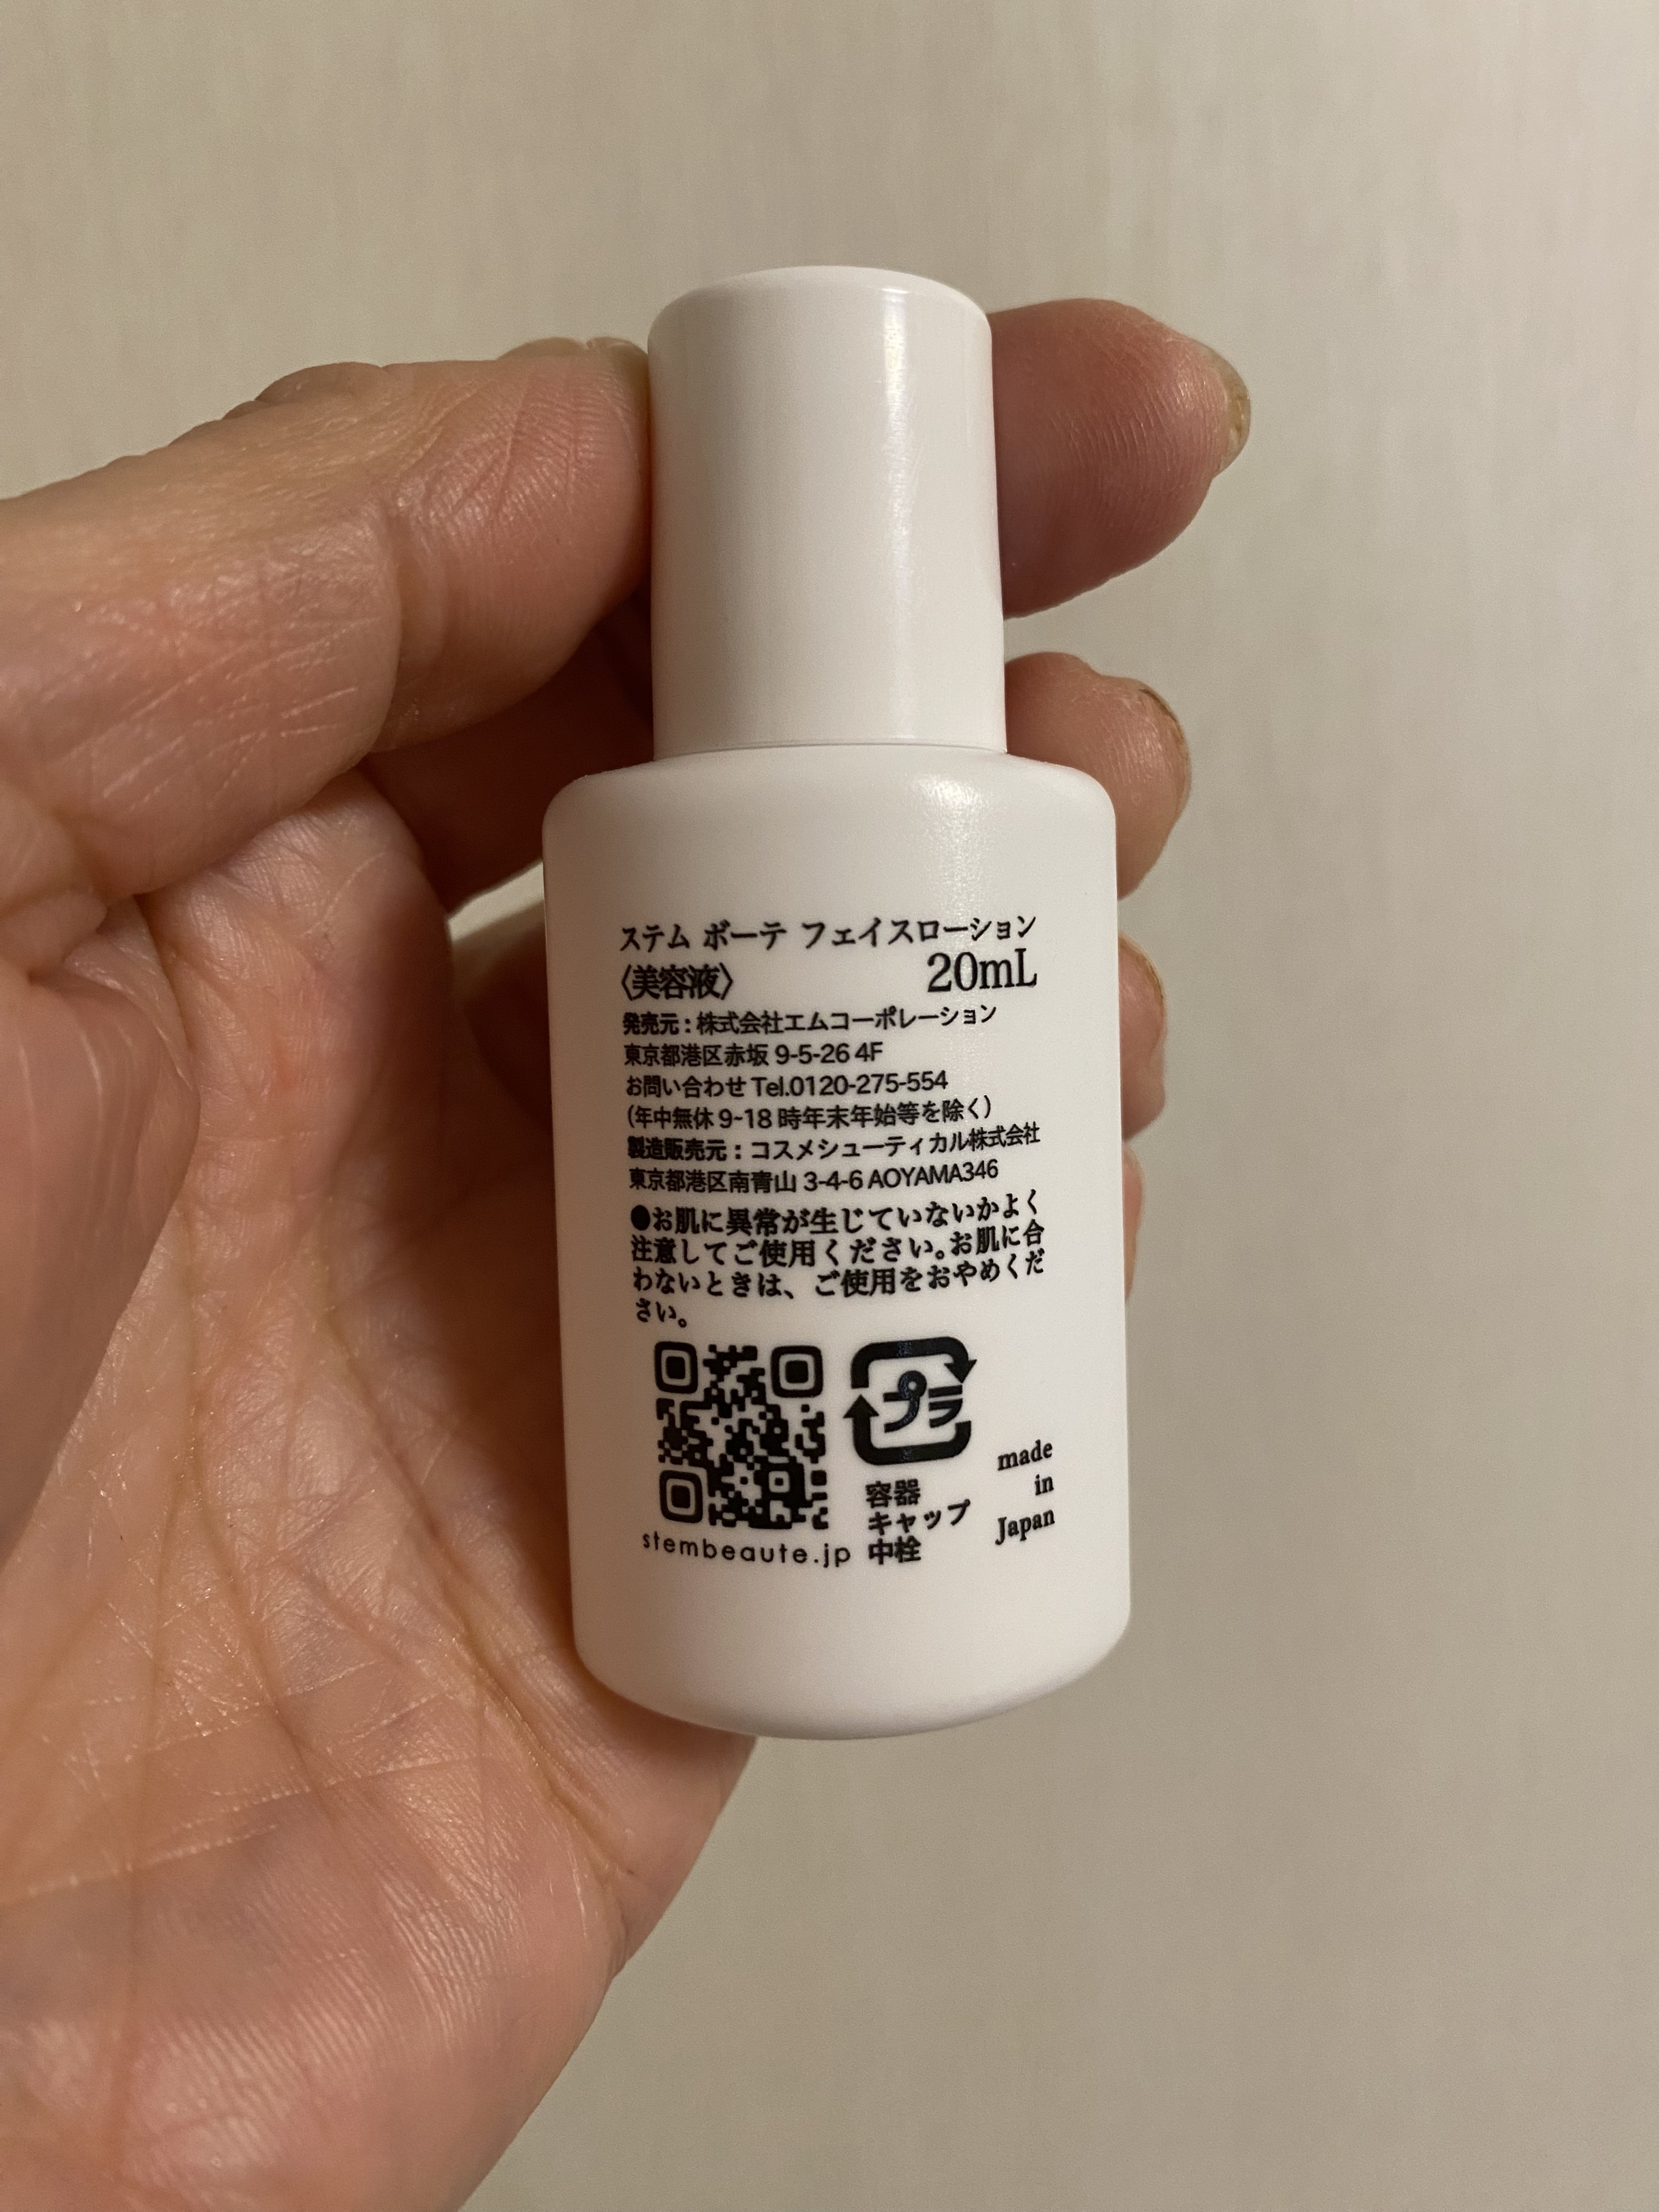 ステム ボーテ フェイスローション
〈美容液〉 20mL
発売元：株式会社エムコーポレーション
東京都港区赤坂 9-5-26 4F
お問い合わせ Tel.0120-275-554
（年中無休 9~18 時年末年始等を除く）
製造販売元：コスメシューティカル株式会社
東京都港区南青山 3-4-6 AOYAMA346
●お肌に異常が生じていないかよく
注意してご使用ください。お肌に合
わないときは、ご使用をおやめくだ
さい。
プラ
容器
キャップ
中栓
made
in
Japan
stembeaute.jp